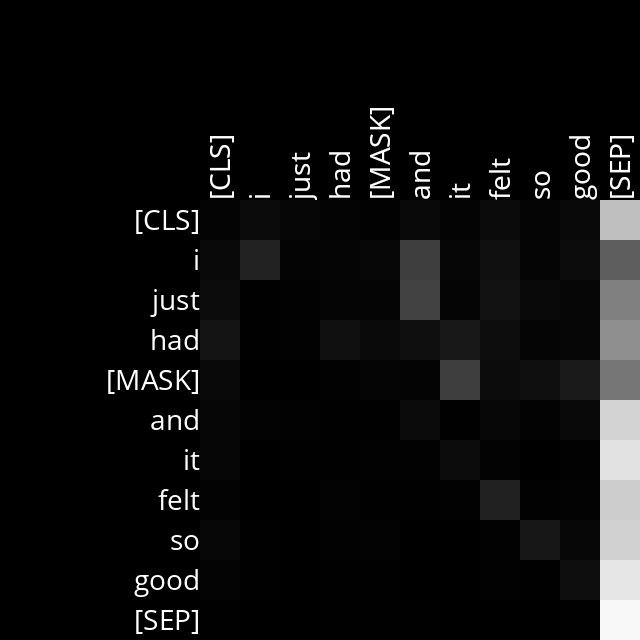 [CLS] i just had [MASK] and it felt so good [SEP]
[CLS]
i
just
had
[MASK]
and
it
felt
so
good
[SEP]